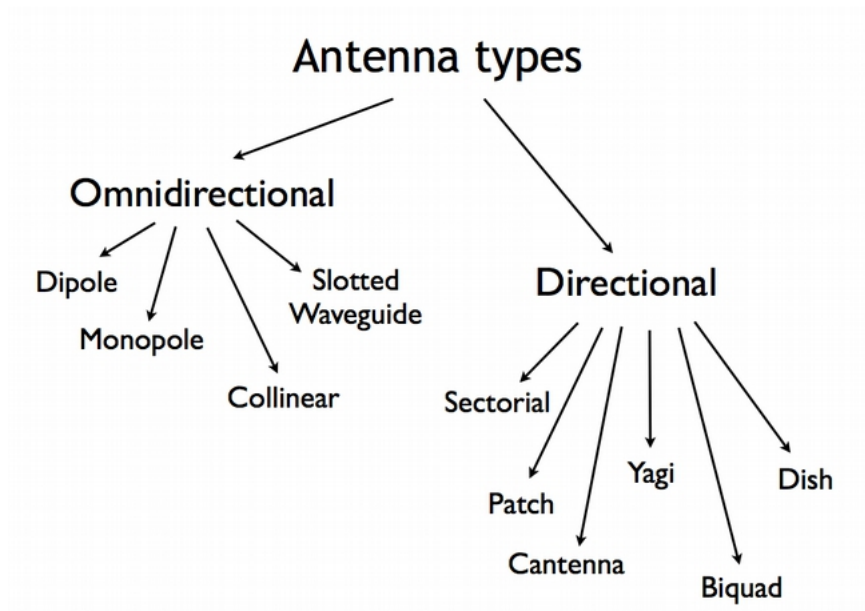 Antenna types
Omnidirectional
Dipole
Monopole
Collinear
Slotted
Waveguide
Directional
Sectorial
Patch
Cantenna
Yagi
Biquad
Dish